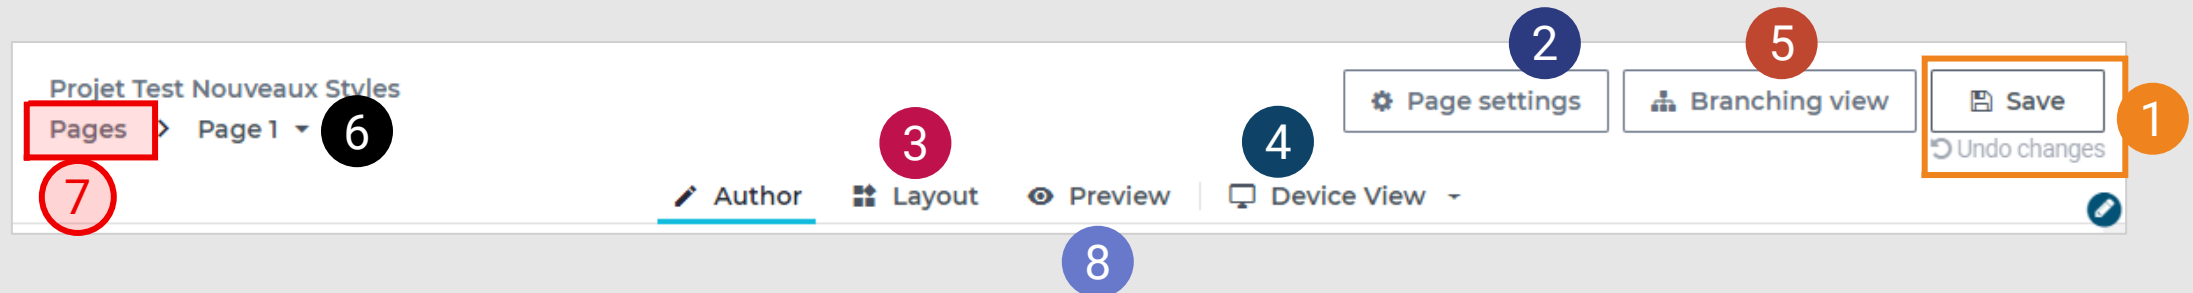 2
5
Projet Test Nouveaux Styles
Page settings
Branching view
Save
1
Pages > Page 1
6
3
4
Undo changes
7
Author
Layout
Preview
Device View
8